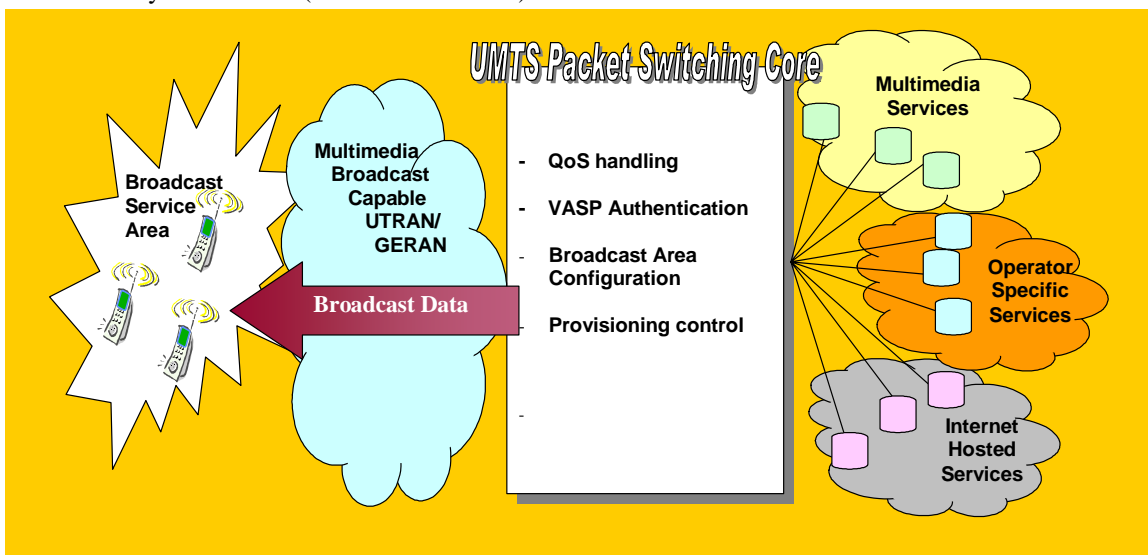 UMTS Packet Switching Core
Broadcast
Service
Area
Multimedia
Broadcast
Capable
UTRAN/
GERAN
Broadcast Data
- QoS handling
- VASP Authentication
- Broadcast Area
Configuration
- Provisioning control
-
Multimedia
Services
Operator
Specific
Services
Internet
Hosted
Services